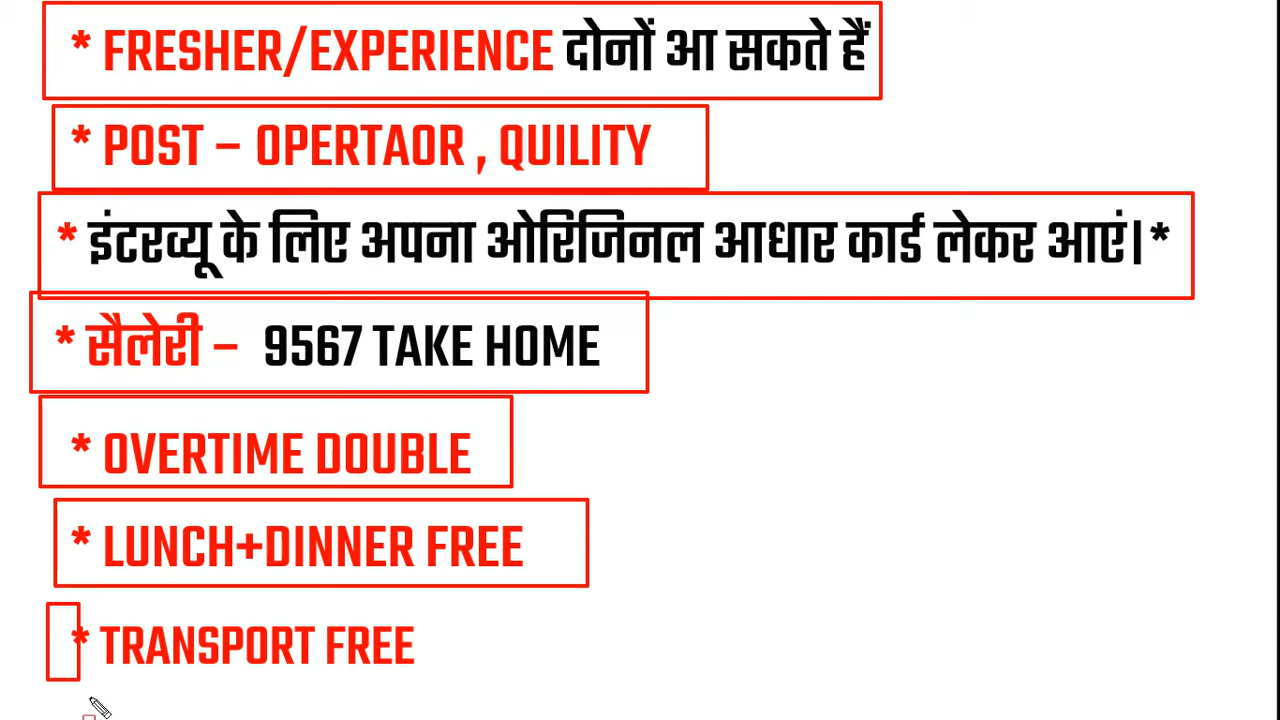 * FRESHER/EXPERIENCE दोनों आ सकते हैं
* POST – OPERTAOR , QUILITY
* इंटरव्यू के लिए अपना ओरिजिनल आधार कार्ड लेकर आएं।*
* सैलेरी – 9567 TAKE HOME
* OVERTIME DOUBLE
* LUNCH+DINNER FREE
* TRANSPORT FREE